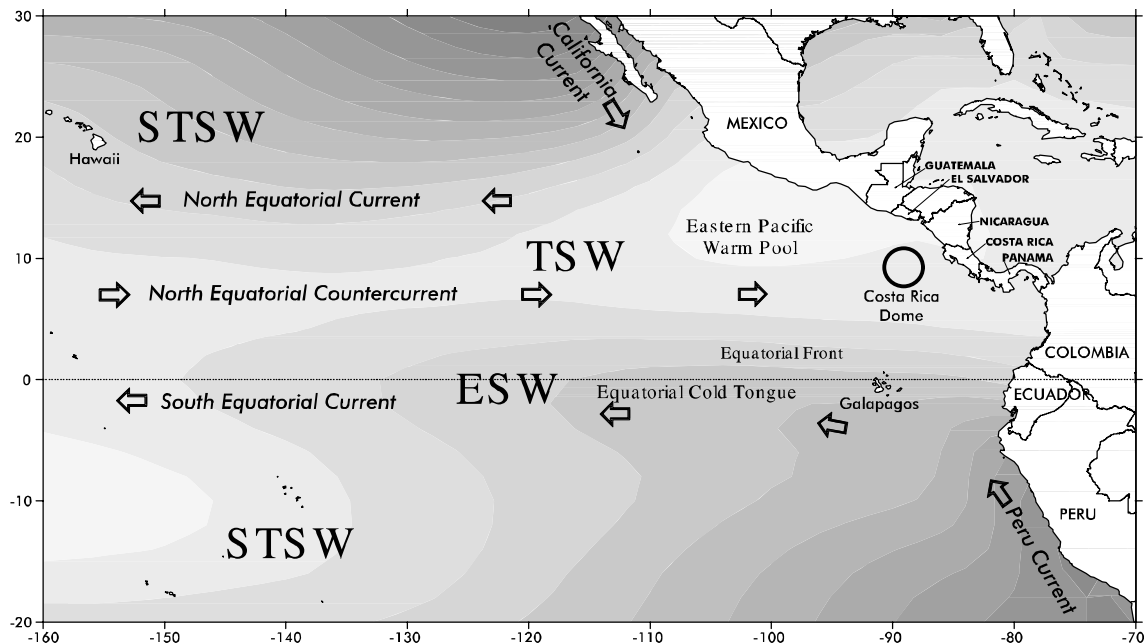 30
20
10
0
-10
-20
-160
-150
-140
-130
-120
-110
-100
-90
-80
-70
California
Current
STSW
Hawaii
MEXICO
GUATEMALA
EL SALVADOR
North Equatorial Current
NICARAGUA
Eastern Pacific
Warm Pool
COSTA RICA
PANAMA
TSW
North Equatorial Countercurrent
Costa Rica
Dome
Equatorial Front
COLOMBIA
ESW
Equatorial Cold Tongue
ECUADOR
South Equatorial Current
Galapagos
STSW
PERU
Peru Current